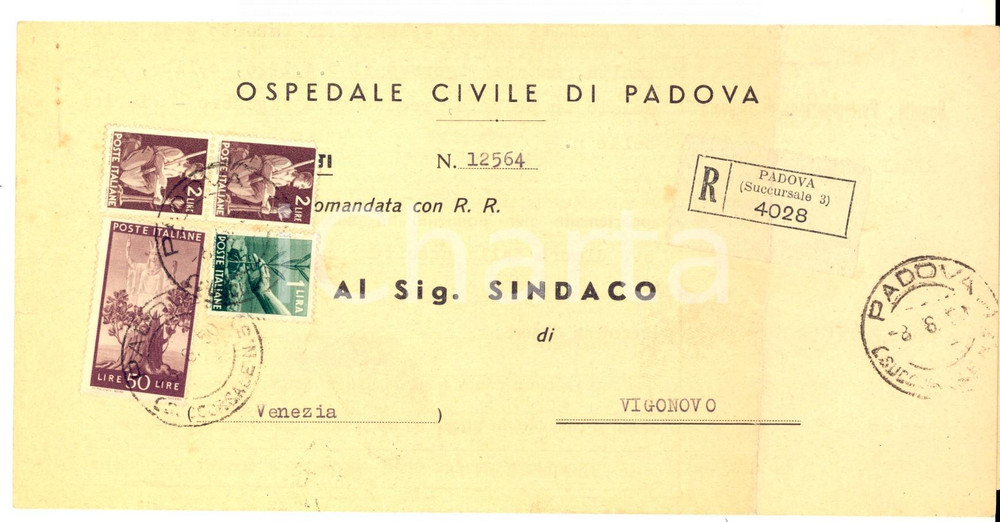 OSPEDALE CIVILE DI PADOVA
N. 12564
omandata con R. R.
POSTE ITALIANE
2 LIRE
POSTE ITALIANE
2 LIRE
R PADOVA
(Succursale 3)
4028
POSTE ITALIANE
LIRE 50 LIRE
POSTE ITALIANE
1 LIRA
iCharta
Al Sig. SINDACO
di
Venezia )
VIGONOVO
PADOVA